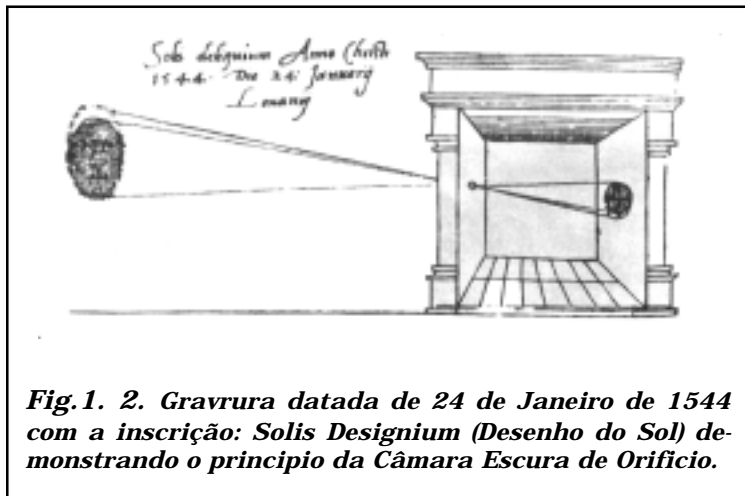 Solis deliquium Anno Christi
1544. Die 24 January
Louanij
Fig.1. 2. Gravrura datada de 24 de Janeiro de 1544
com a inscrição: Solis Designium (Desenho do Sol) de-
monstrando o principio da Câmara Escura de Orificio.